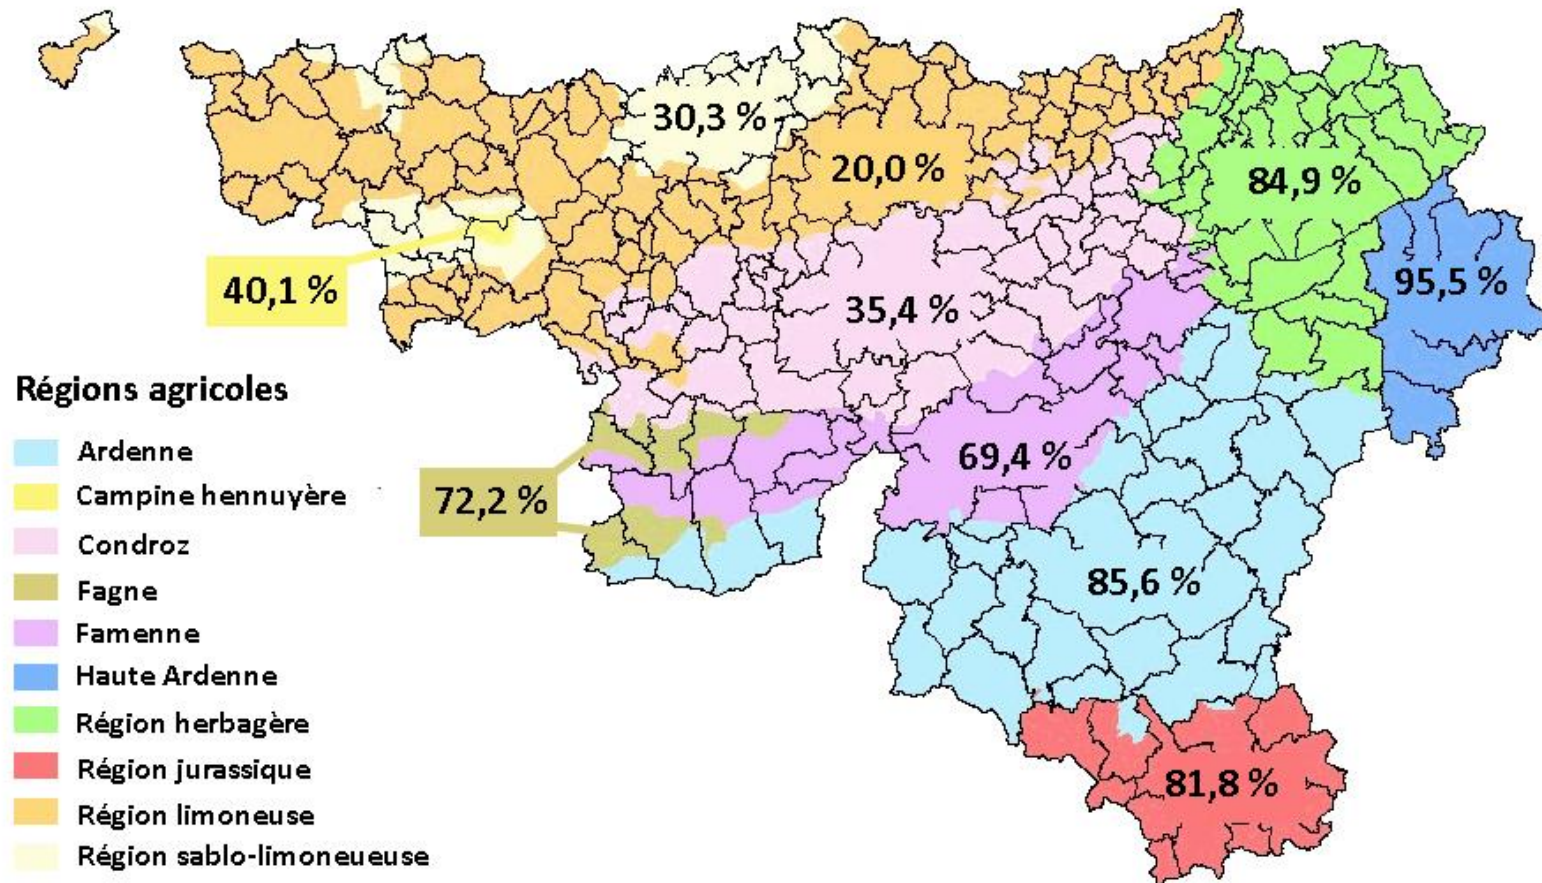 30,3 %
20,0 %
84,9 %
40,1 %
35,4 %
95,5 %
69,4 %
72,2 %
85,6 %
81,8 %
Régions agricoles
Ardenne
Campine hennuyère
Condroz
Fagne
Famenne
Haute Ardenne
Région herbagère
Région jurassique
Région limoneuse
Région sablo-limoneueuse